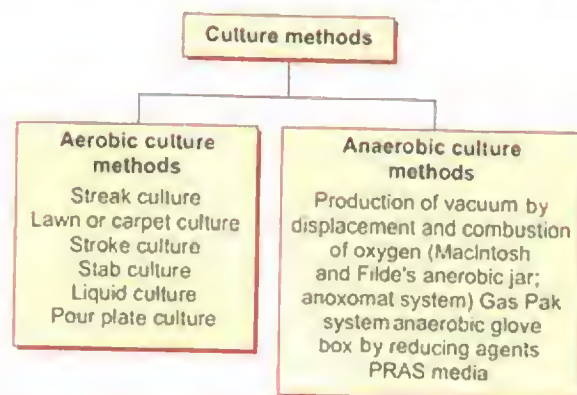 Culture methods
Aerobic culture
methods
Streak culture
Lawn or carpet culture
Stroke culture
Stab culture
Liquid culture
Pour plate culture
Anaerobic culture
methods
Production of vacuum by
displacement and combustion
of oxygen (MacIntosh
and Filde's anerobic jar;
anoxomat system) Gas Pak
system anaerobic glove
box by reducing agents
PRAS media